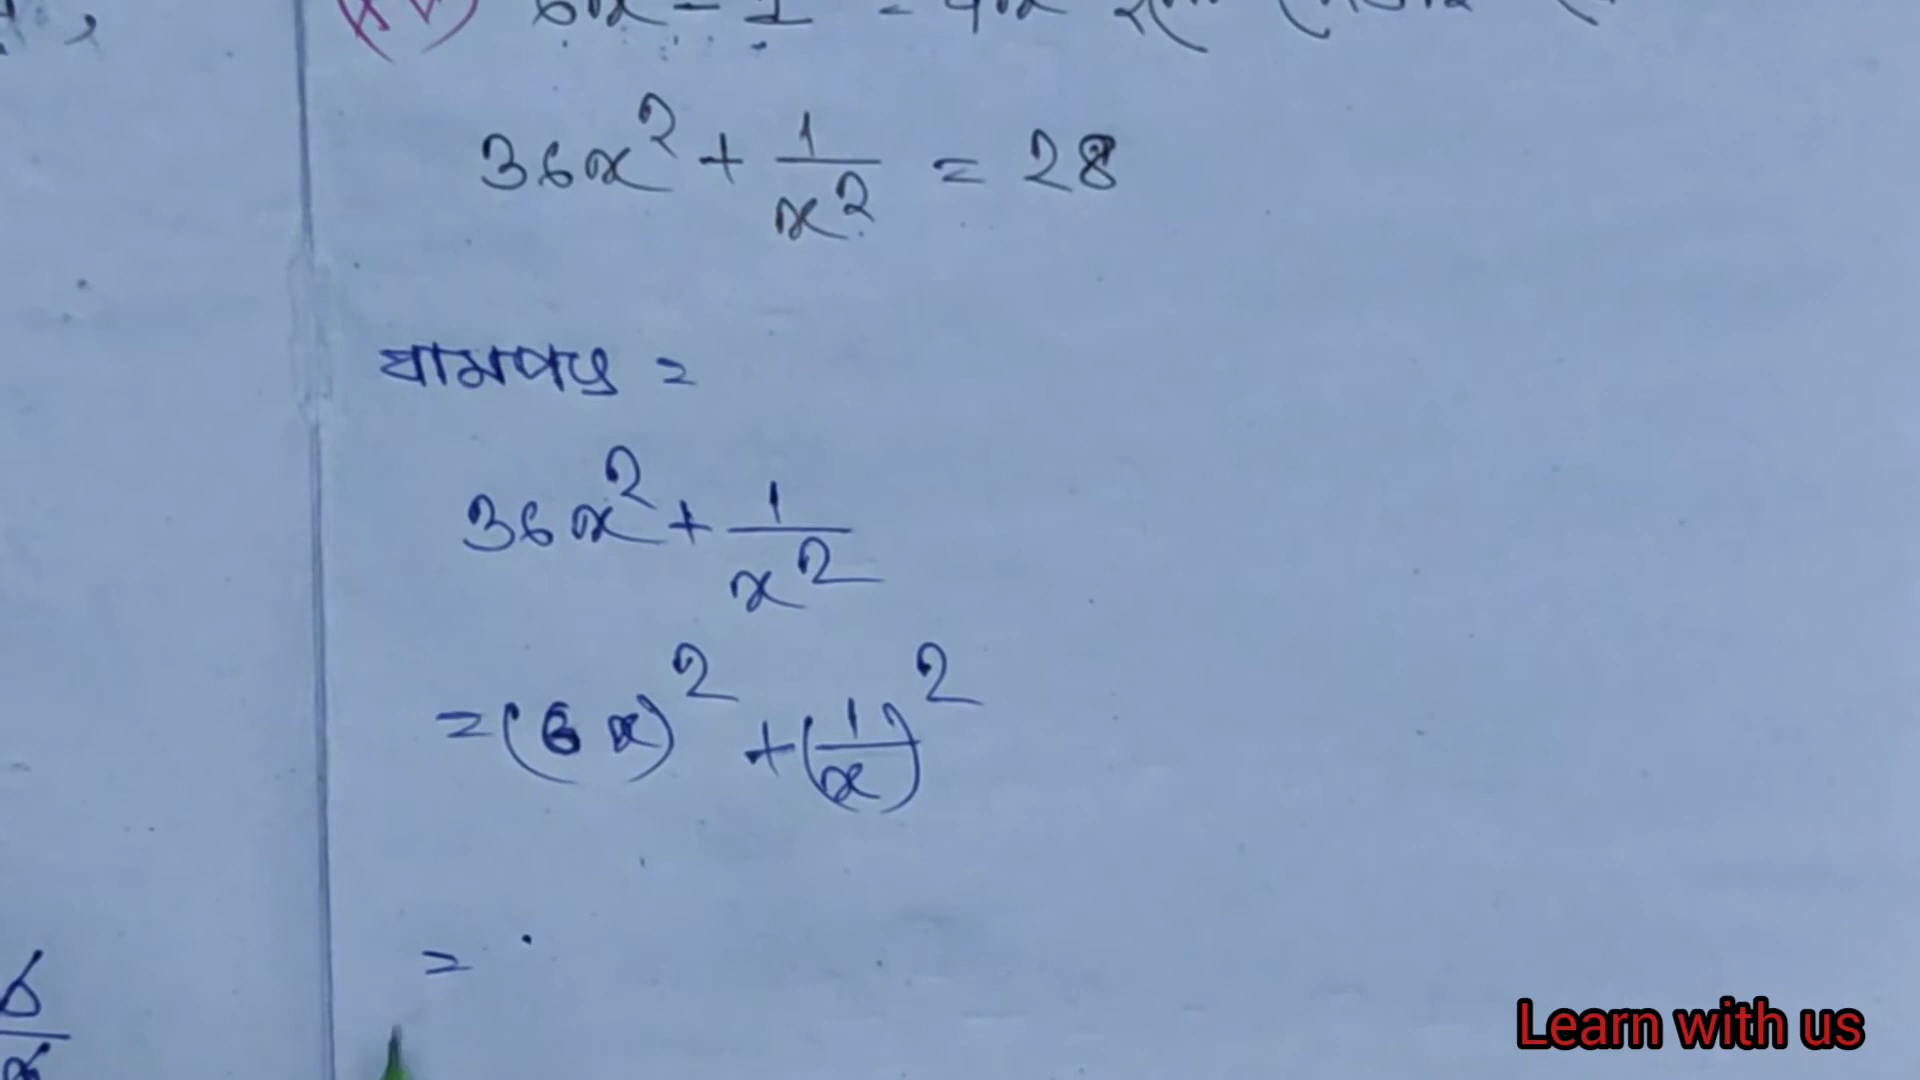 36x² + 1/x² = 28
বামপক্ষ =
36x² + 1/x²
= (6x)² + (1/x)²
=
Learn with us